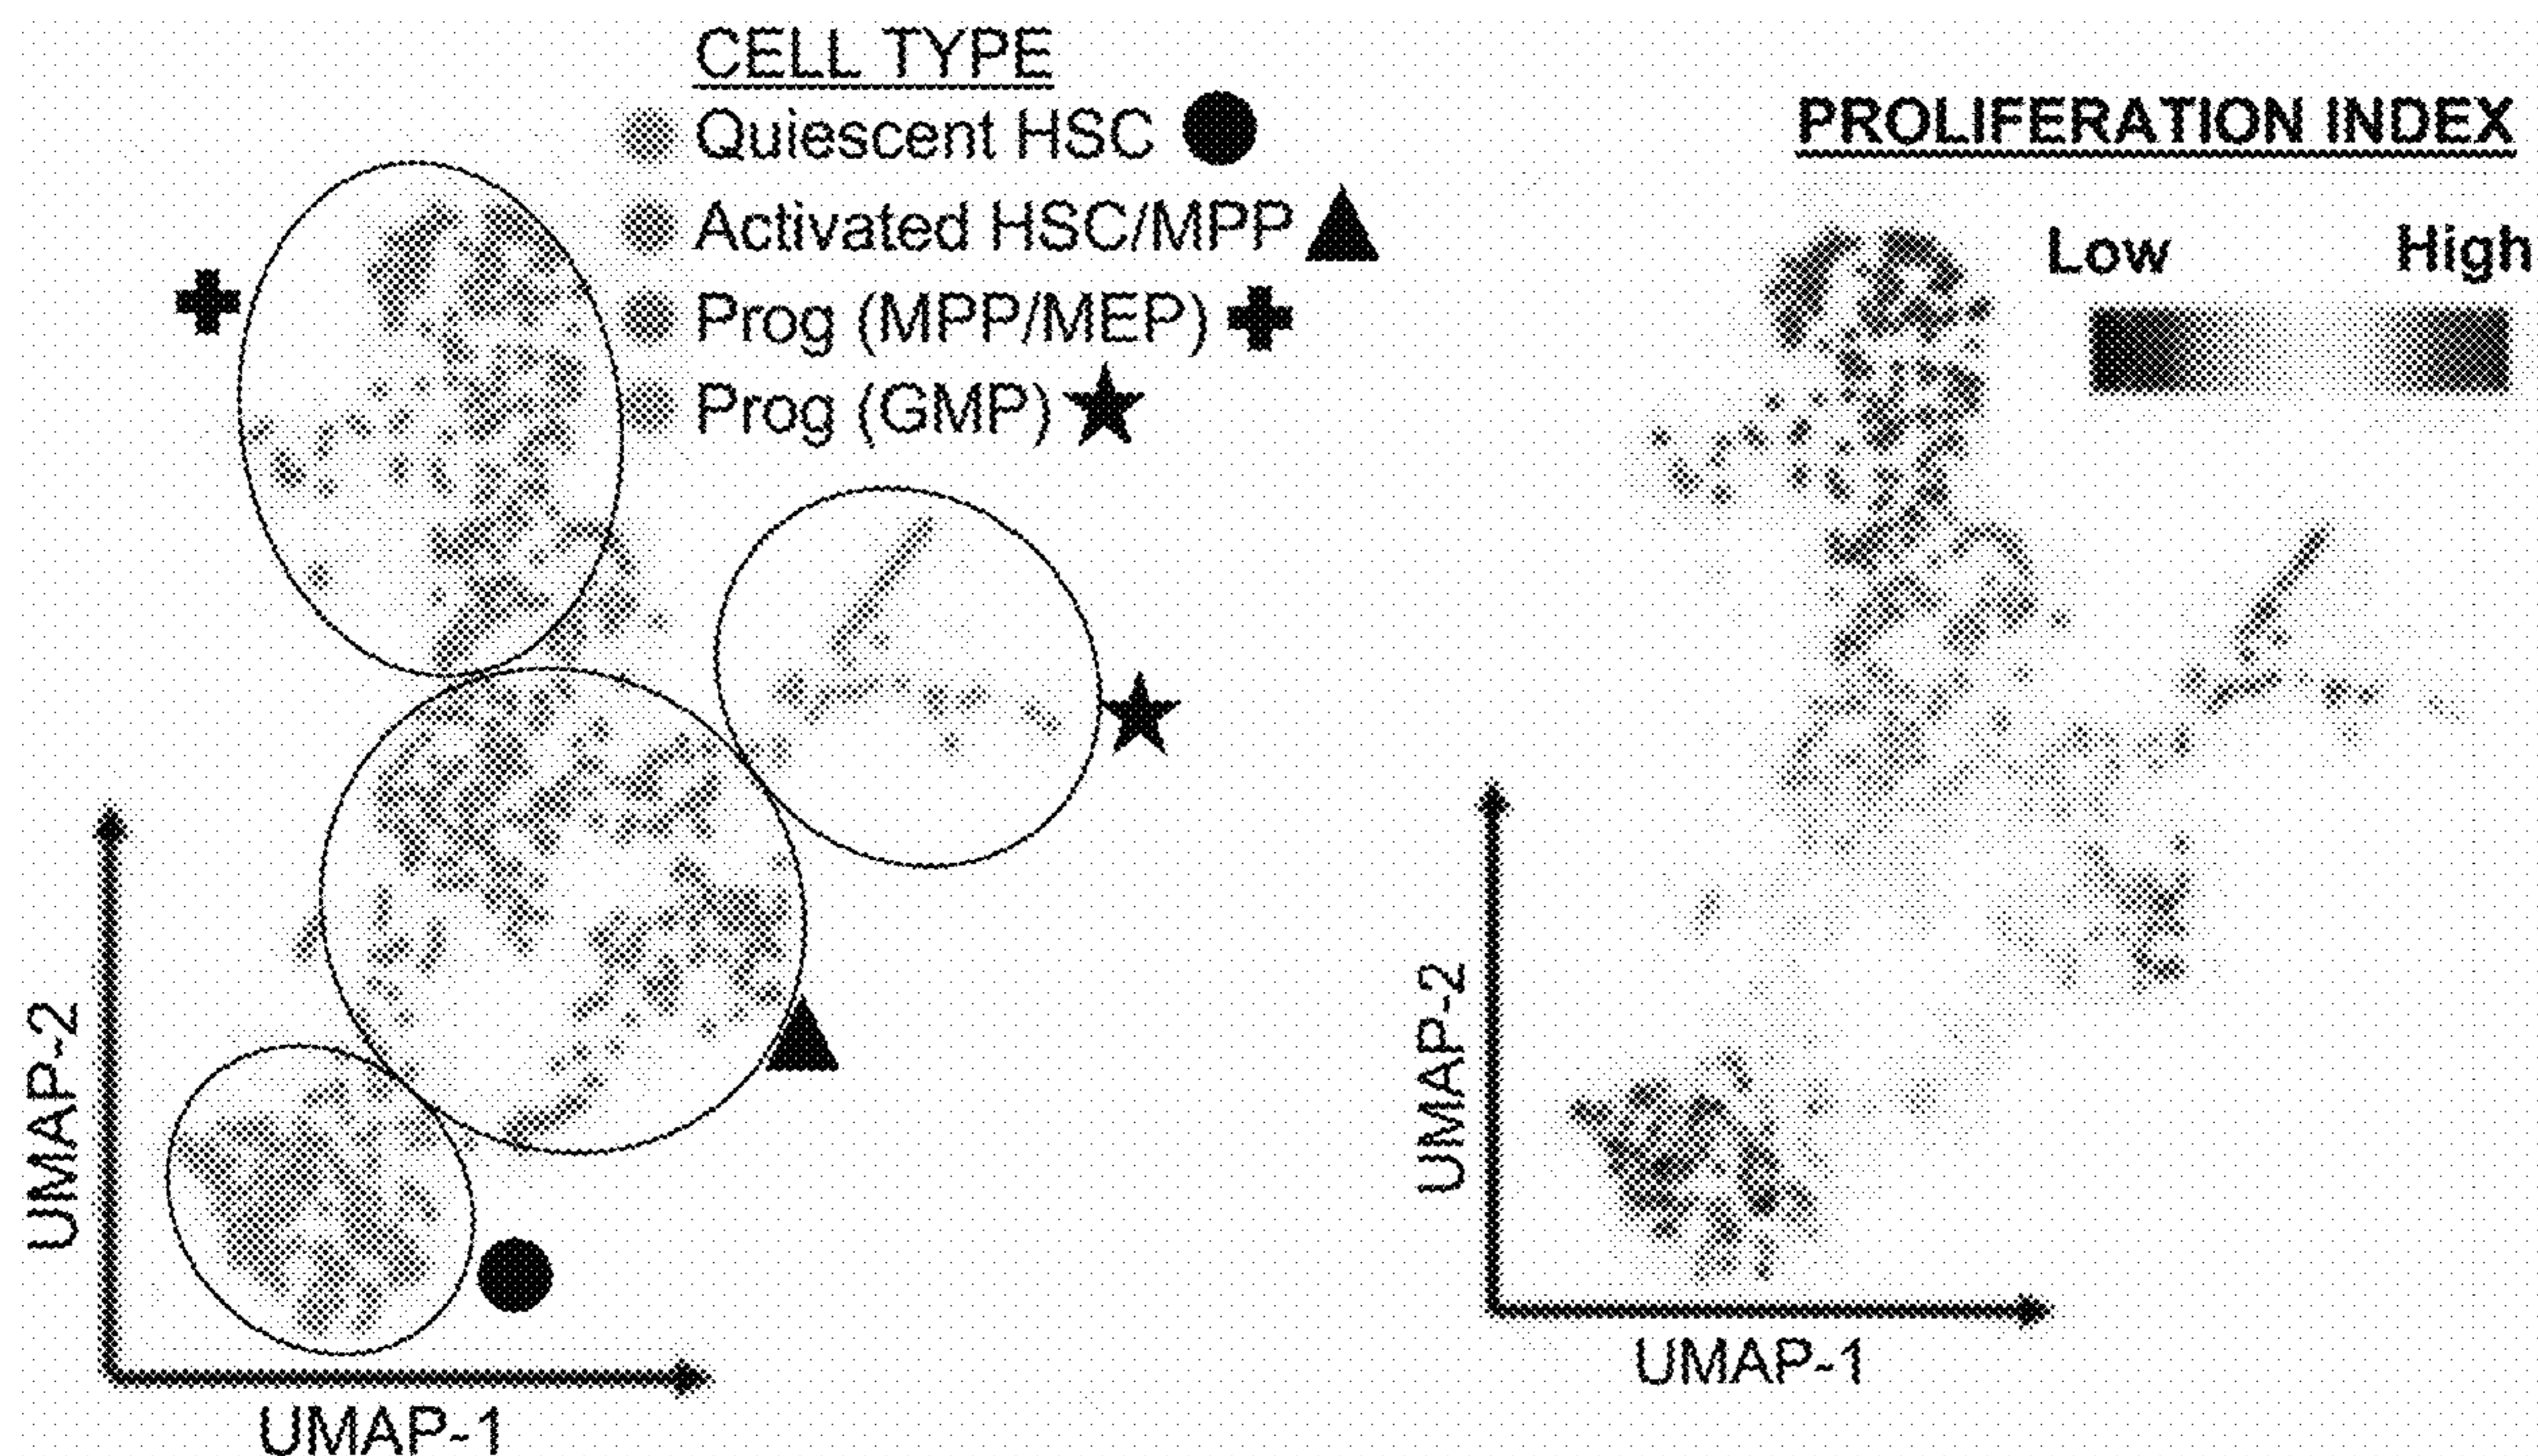 CELL TYPE
Quiescent HSC
Activated HSC/MPP
Prog (MPP/MEP)
Prog (GMP)
UMAP-2
UMAP-1
PROLIFERATION INDEX
Low High
UMAP-2
UMAP-1